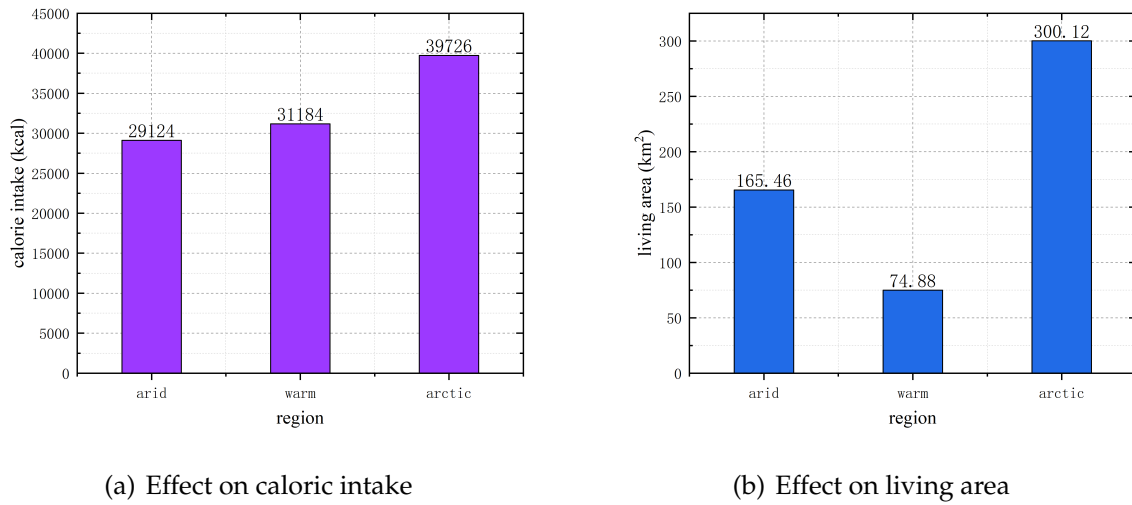 45000
40000
35000
30000
25000
20000
15000
10000
5000
0
calorie intake (kcal)
29124
31184
39726
arid warm arctic
region
(a) Effect on caloric intake
300
250
200
150
100
50
0
living area (km²)
165.46
74.88
300.12
arid warm arctic
region
(b) Effect on living area